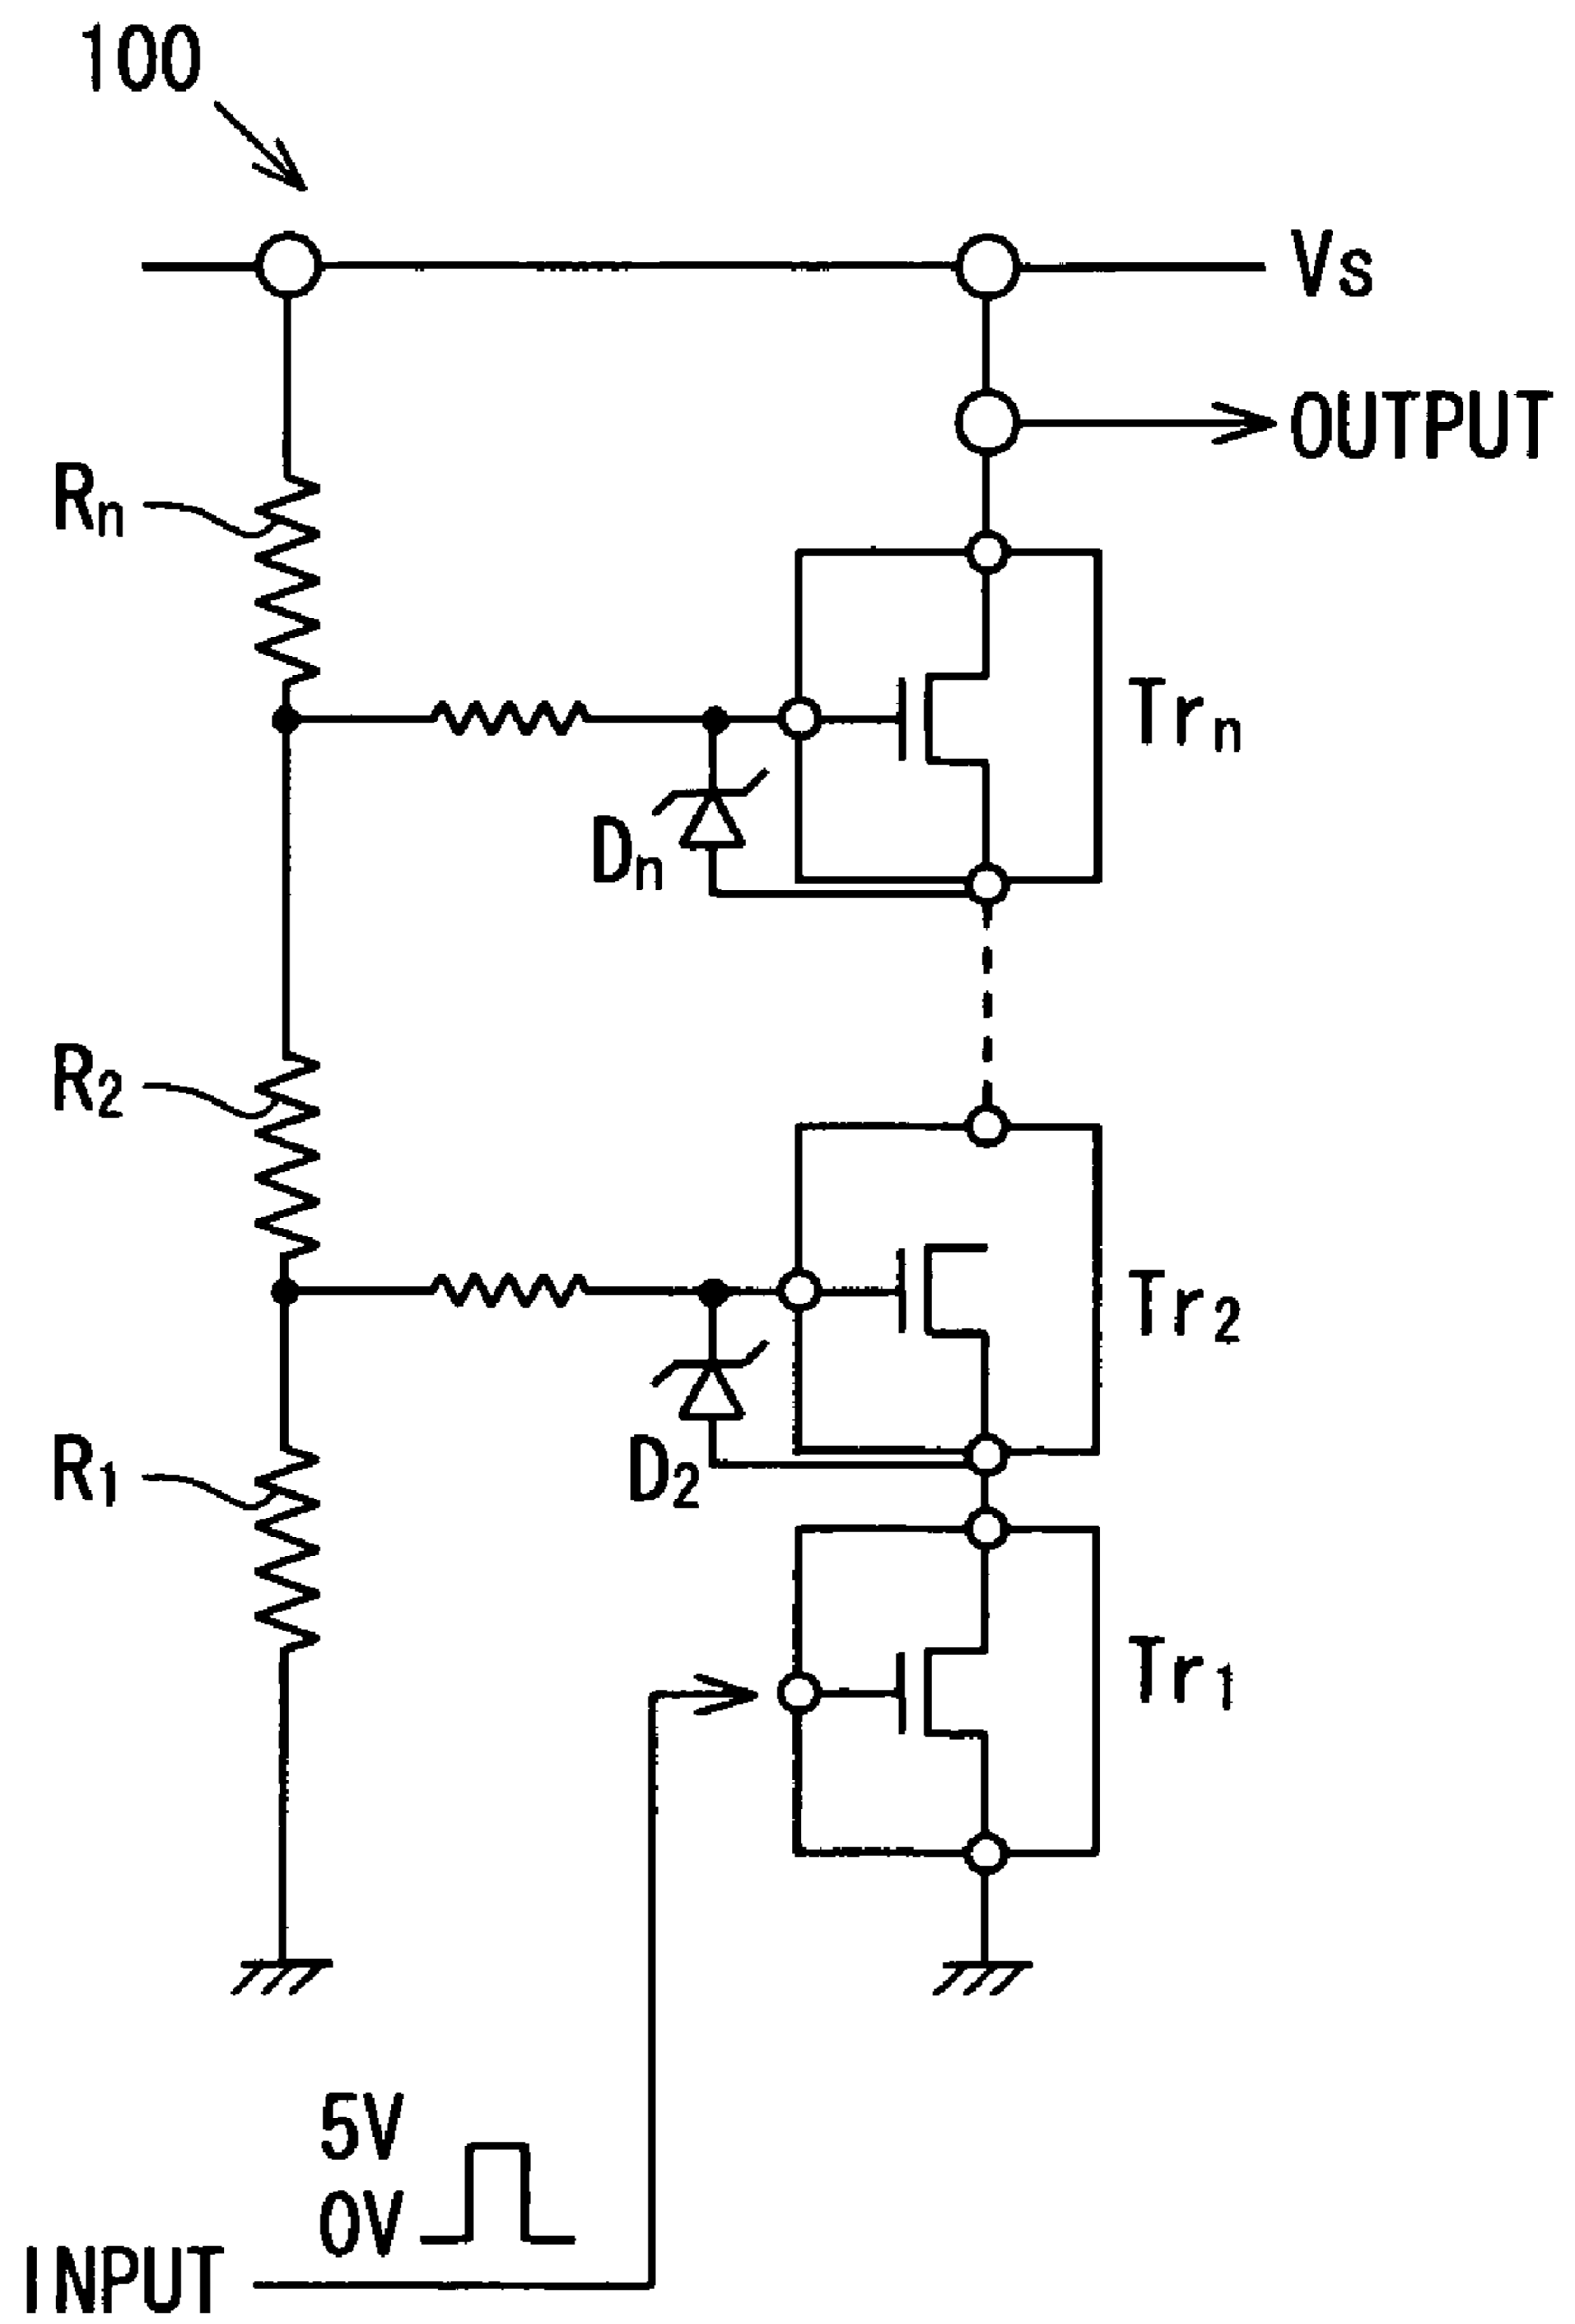 100
Vs
OUTPUT
Rn
Trn
Dn
R2
Tr2
R1
D2
Tr1
5V
0V
INPUT